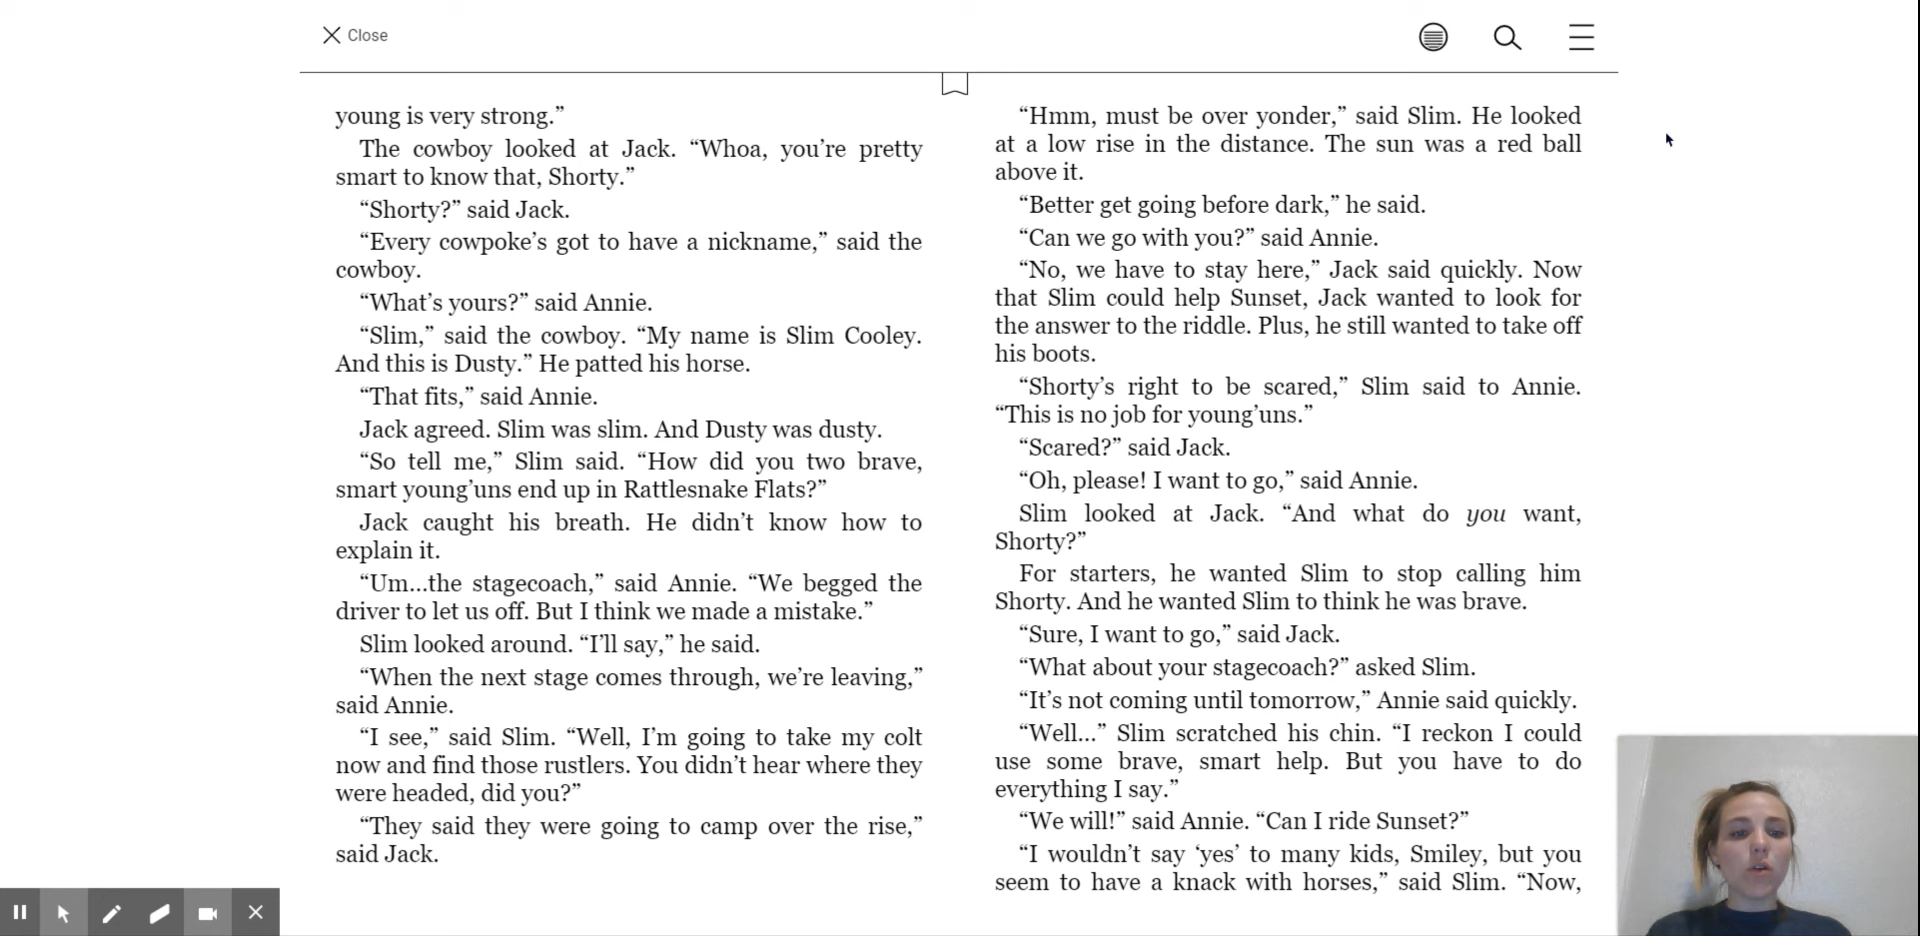 Close
young is very strong.”
The cowboy looked at Jack. “Whoa, you’re pretty
smart to know that, Shorty.”
“Shorty?” said Jack.
“Every cowpoke’s got to have a nickname,” said the
cowboy.
“What’s yours?” said Annie.
“Slim,” said the cowboy. “My name is Slim Cooley.
And this is Dusty.” He patted his horse.
“That fits,” said Annie.
Jack agreed. Slim was slim. And Dusty was dusty.
“So tell me,” Slim said. “How did you two brave,
smart young’uns end up in Rattlesnake Flats?”
Jack caught his breath. He didn’t know how to
explain it.
“Um...the stagecoach,” said Annie. “We begged the
driver to let us off. But I think we made a mistake.”
Slim looked around. “I’ll say,” he said.
“When the next stage comes through, we’re leaving,”
said Annie.
“I see,” said Slim. “Well, I’m going to take my colt
now and find those rustlers. You didn’t hear where they
were headed, did you?”
“They said they were going to camp over the rise,”
said Jack.
“Hmm, must be over yonder,” said Slim. He looked
at a low rise in the distance. The sun was a red ball
above it.
“Better get going before dark,” he said.
“Can we go with you?” said Annie.
“No, we have to stay here,” Jack said quickly. Now
that Slim could help Sunset, Jack wanted to look for
the answer to the riddle. Plus, he still wanted to take off
his boots.
“Shorty’s right to be scared,” Slim said to Annie.
“This is no job for young’uns.”
“Scared?” said Jack.
“Oh, please! I want to go,” said Annie.
Slim looked at Jack. “And what do you want,
Shorty?”
For starters, he wanted Slim to stop calling him
Shorty. And he wanted Slim to think he was brave.
“Sure, I want to go,” said Jack.
“What about your stagecoach?” asked Slim.
“It’s not coming until tomorrow,” Annie said quickly.
“Well...” Slim scratched his chin. “I reckon I could
use some brave, smart help. But you have to do
everything I say.”
“We will!” said Annie. “Can I ride Sunset?”
“I wouldn’t say ‘yes’ to many kids, Smiley, but you
seem to have a knack with horses,” said Slim. “Now,